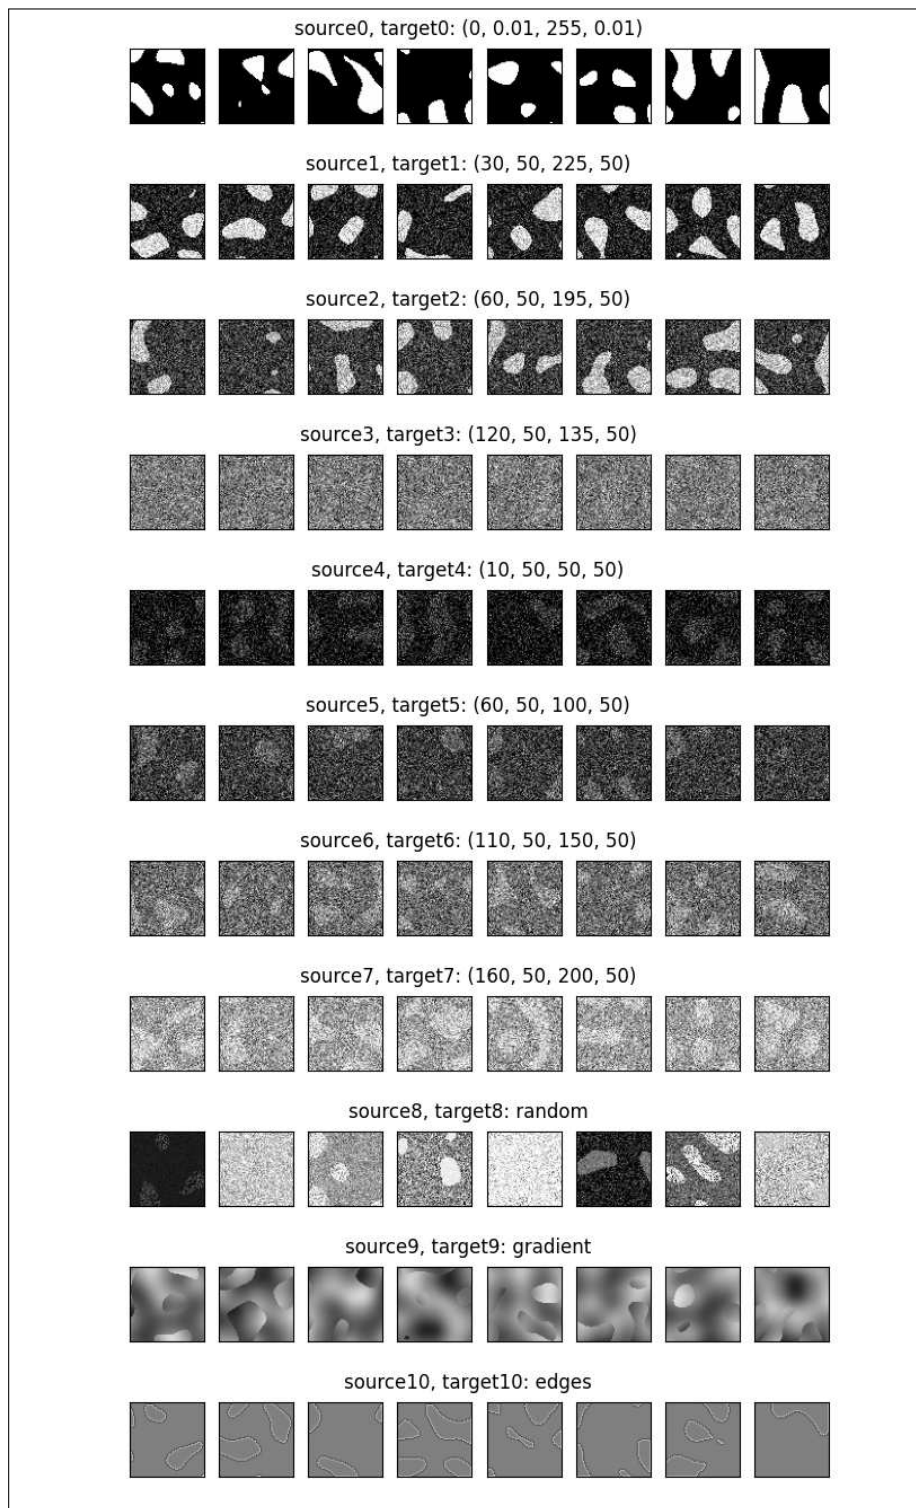 source0, target0: (0, 0.01, 255, 0.01)
source1, target1: (30, 50, 225, 50)
source2, target2: (60, 50, 195, 50)
source3, target3: (120, 50, 135, 50)
source4, target4: (10, 50, 50, 50)
source5, target5: (60, 50, 100, 50)
source6, target6: (110, 50, 150, 50)
source7, target7: (160, 50, 200, 50)
source8, target8: random
source9, target9: gradient
source10, target10: edges